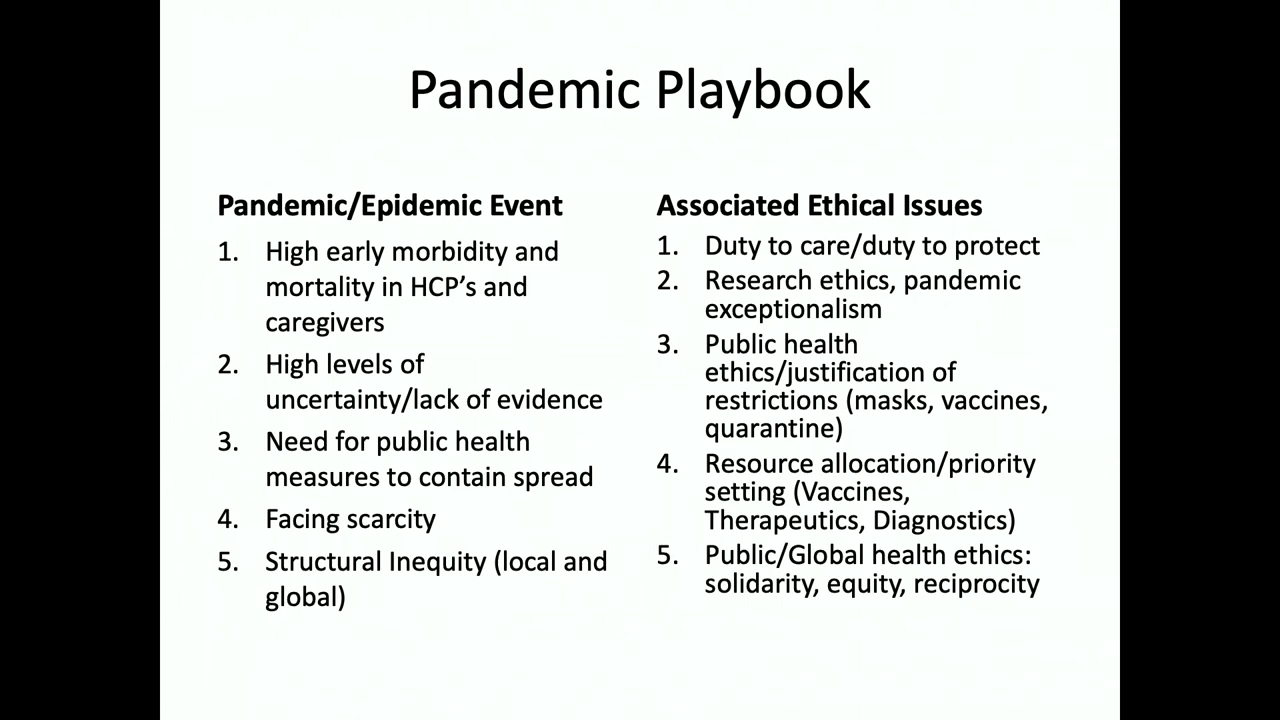 Pandemic Playbook
Pandemic/Epidemic Event
1. High early morbidity and
mortality in HCP's and
caregivers
2. High levels of
uncertainty/lack of evidence
3. Need for public health
measures to contain spread
4. Facing scarcity
5. Structural Inequity (local and
global)
Associated Ethical Issues
1. Duty to care/duty to protect
2. Research ethics, pandemic
exceptionalism
3. Public health
ethics/justification of
restrictions (masks, vaccines,
quarantine)
4. Resource allocation/priority
setting (Vaccines,
Therapeutics, Diagnostics)
5. Public/Global health ethics:
solidarity, equity, reciprocity